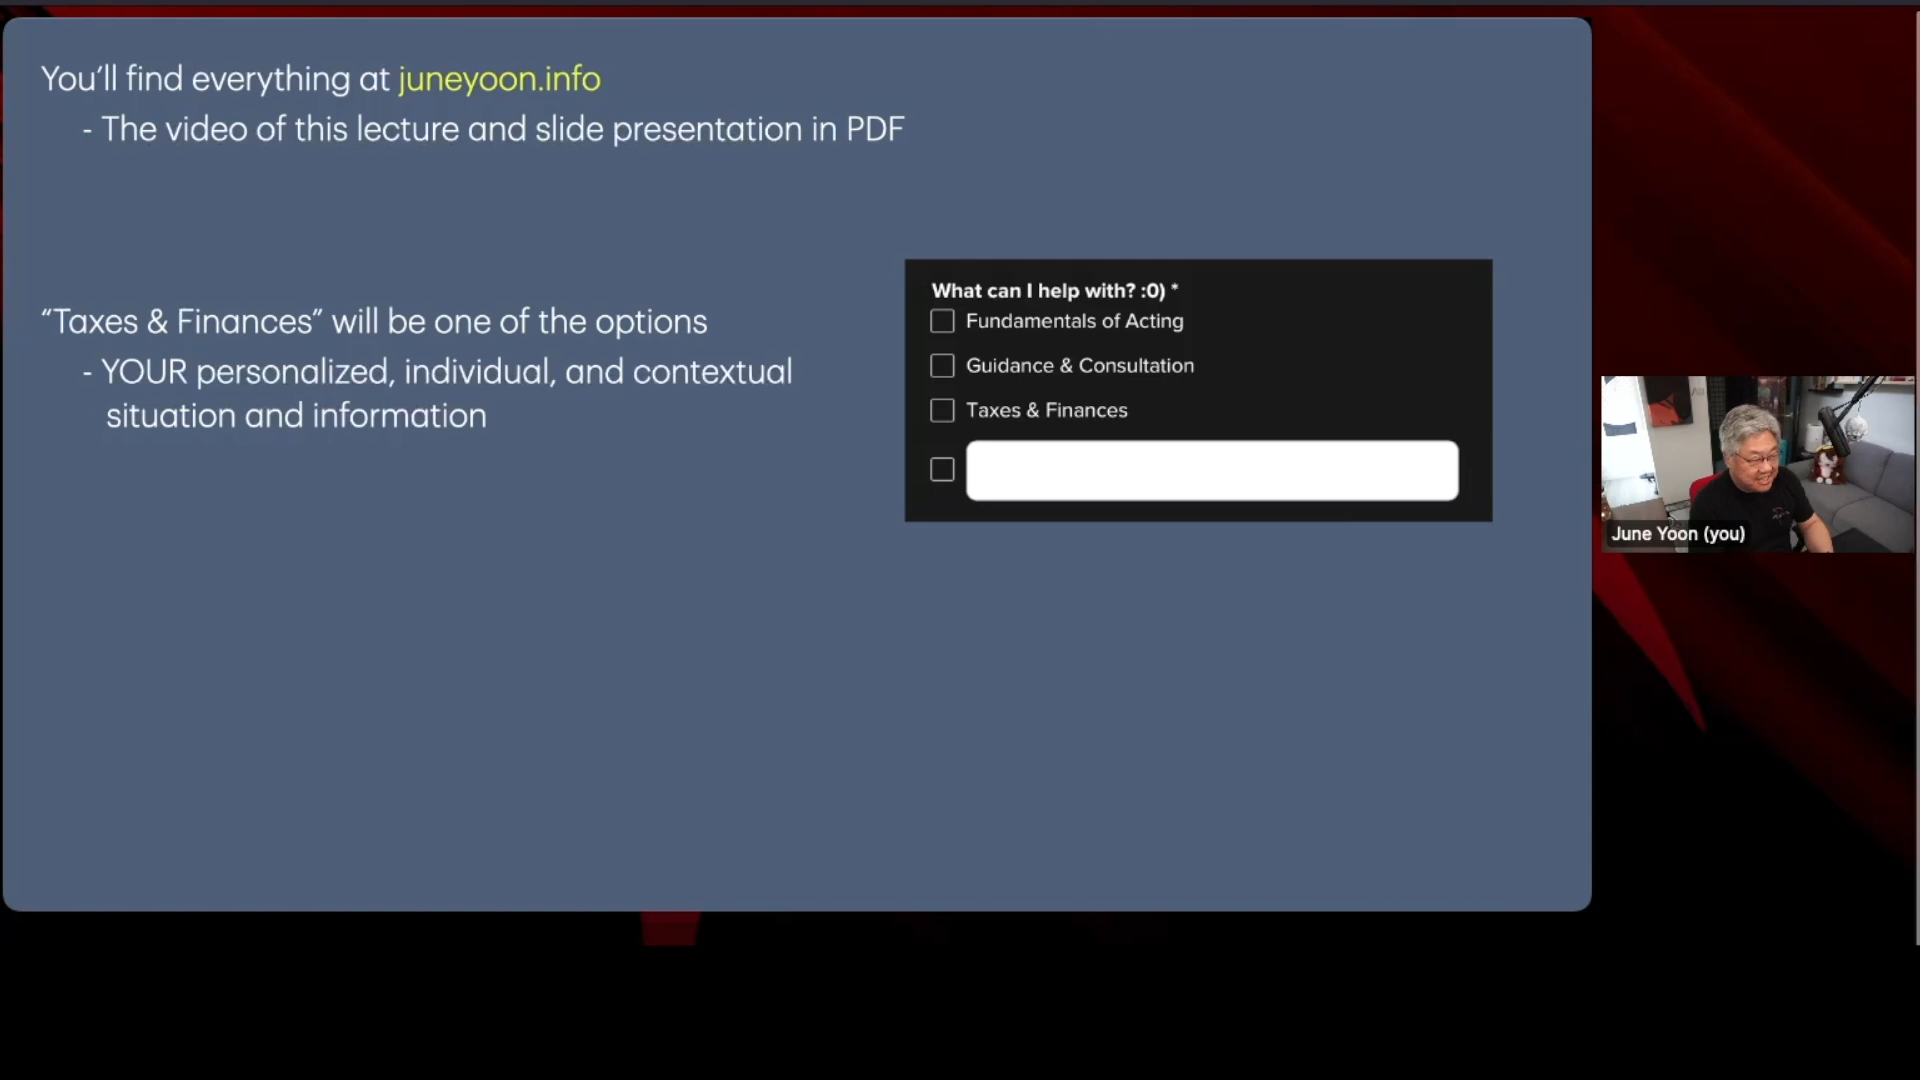 You’ll find everything at juneyoon.info
- The video of this lecture and slide presentation in PDF
“Taxes & Finances” will be one of the options
- YOUR personalized, individual, and contextual
situation and information
What can I help with? :0) *
Fundamentals of Acting
Guidance & Consultation
Taxes & Finances
June Yoon (you)